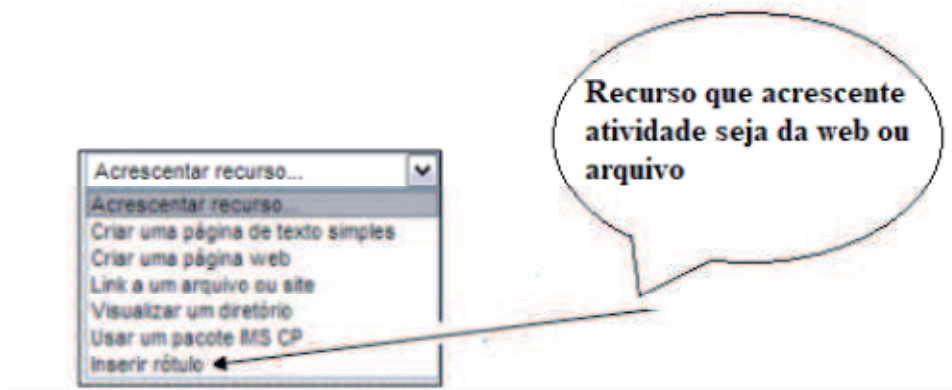 Recurso que acrescente
atividade seja da web ou
arquivo
Acrescentar recurso...
Acrescentar recurso...
Criar uma página de texto simples
Criar uma página web
Link a um arquivo ou site
Visualizar um diretório
Usar um pacote IMS CP
Inserir rótulo